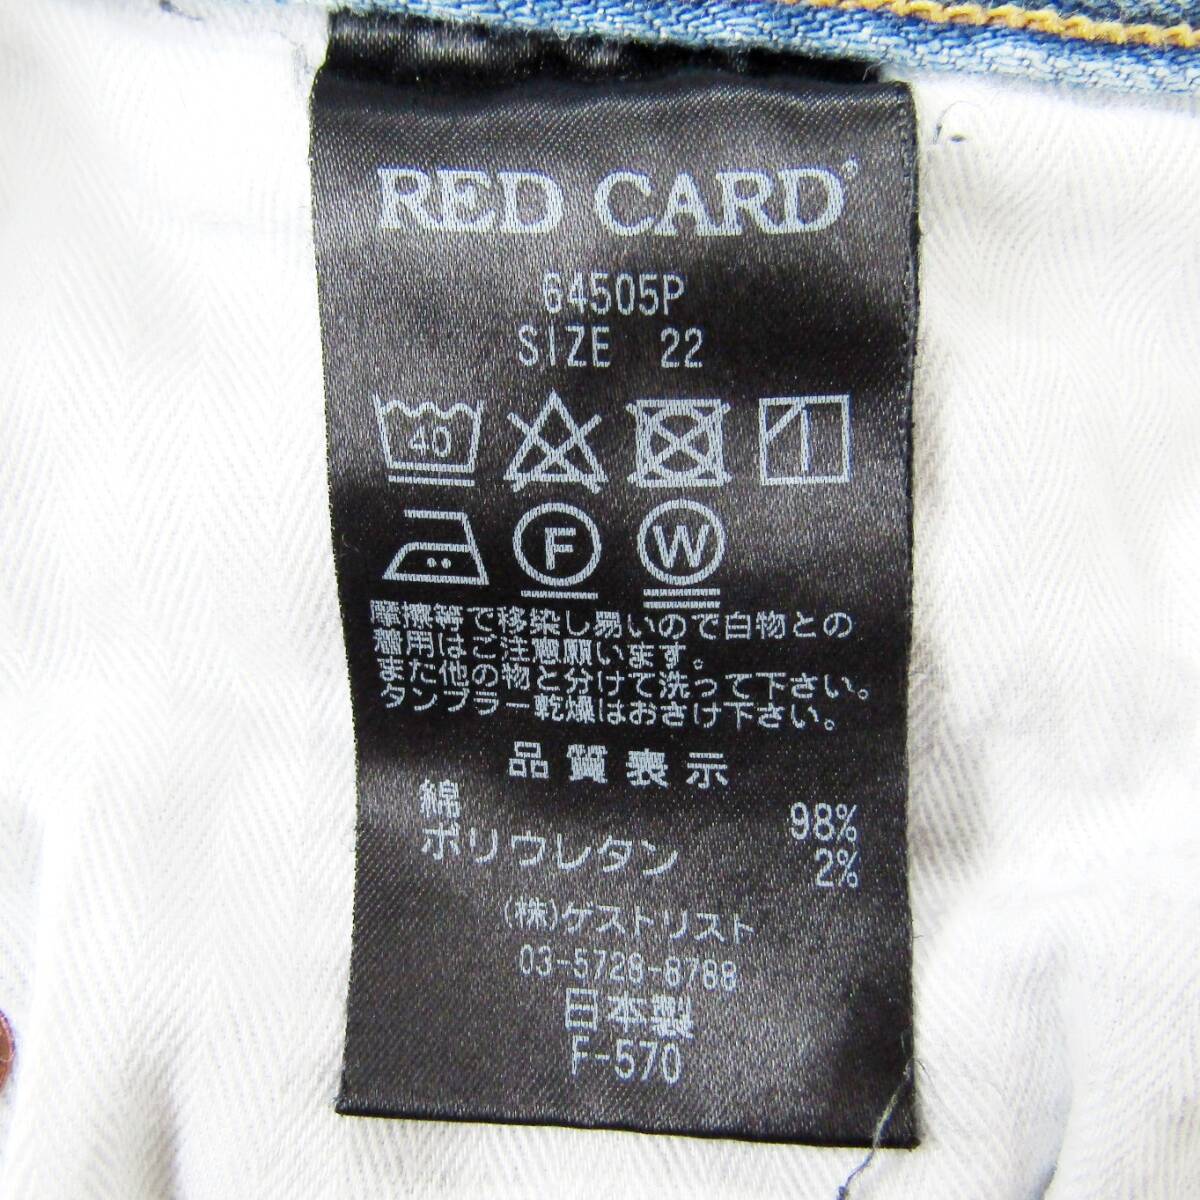 RED CARD®
64505P
SIZE 22
40
F W
摩擦等で移染し易いので白物との
着用はご注意願います。
また他の物と分けて洗って下さい。
タンブラー乾燥はおさけ下さい。
品質表示
綿 98%
ポリウレタン 2%
(株)ゲストリスト
03-5728-8788
日本製
F-570